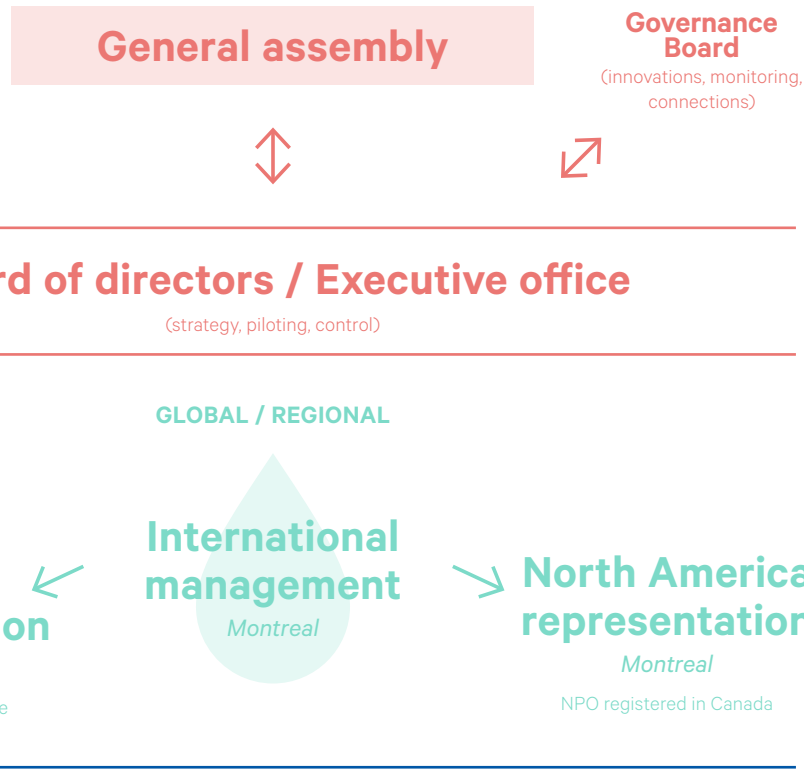 General assembly
Governance
Board
(innovations, monitoring,
connections)
rd of directors / Executive office
(strategy, piloting, control)
GLOBAL / REGIONAL
International
management
Montreal
on
e
North America
representation
Montreal
NPO registered in Canada